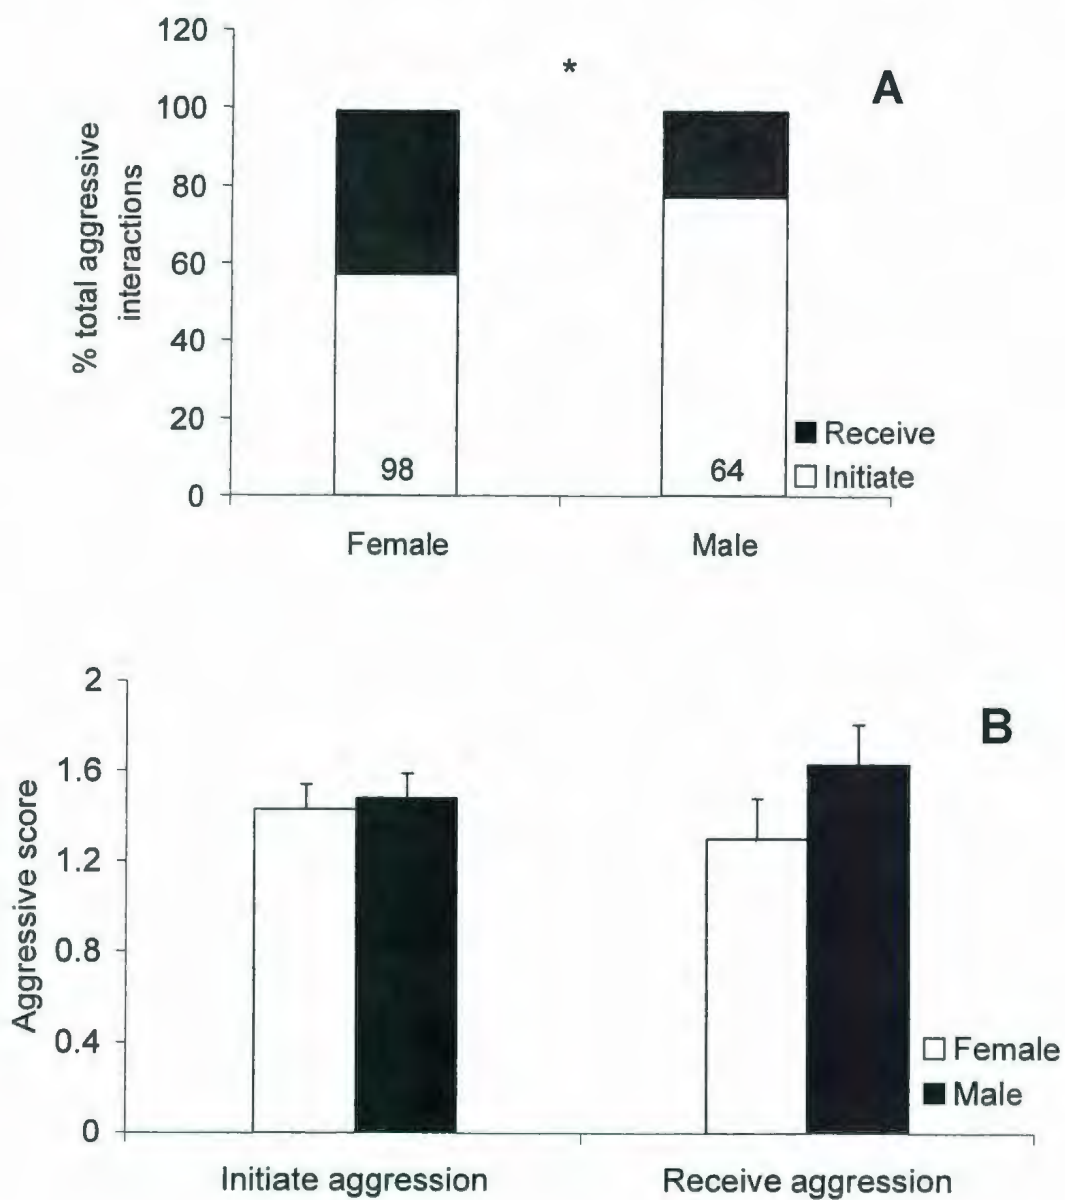 120
*
A
100
80
60
40
20
0
% total aggressive
interactions
98
64
Receive
Initiate
Female
Male
2
B
1.6
1.2
0.8
0.4
0
Aggressive score
Female
Male
Initiate aggression
Receive aggression